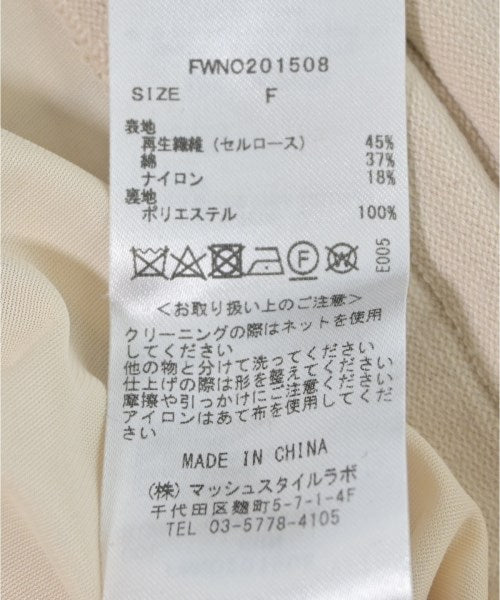 FWNO201508
SIZE F
表地
再生繊維（セルロース） 45%
綿 37%
ナイロン 18%
裏地
ポリエステル 100%
F W E005
＜お取り扱い上のご注意＞
クリーニングの際はネットを使用
してください
他の物と分けて洗ってください
仕上げの際は形を整えてください
摩擦や引っかけにご注意ください
アイロンはあて布を使用してくだ
さい
MADE IN CHINA
(株) マッシュスタイルラボ
千代田区麹町5-7-1-4F
TEL 03-5778-4105